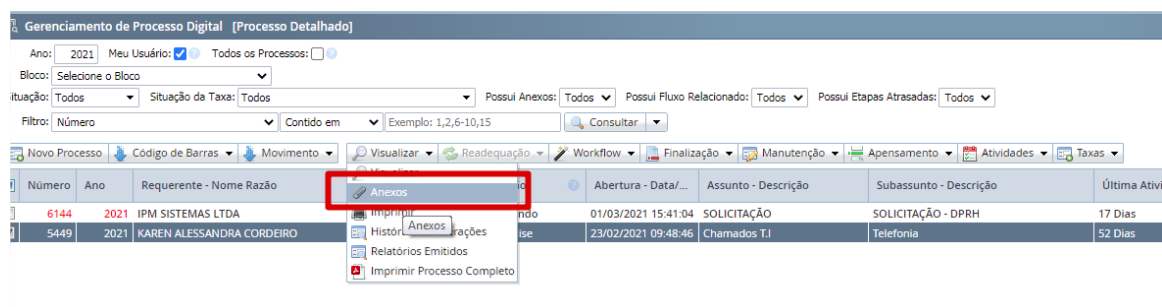 Gerenciamento de Processo Digital [Processo Detalhado]
Ano: 2021 Meu Usuário: Todos os Processos:
Bloco: Selecione o Bloco
ituação: Todos Situação da Taxa: Todos Possui Anexos: Todos Possui Fluxo Relacionado: Todos Possui Etapas Atrasadas: Todos
Filtro: Número Contido em Exemplo: 1,2,6-10,15 Consultar
Novo Processo Código de Barras Movimento Visualizar Readequação Workflow Finalização Manutenção Apensamento Atividades Taxas
Visualizar
Número Ano Requerente - Nome Razão Anexos Abertura - Data/... Assunto - Descrição Subassunto - Descrição Última Ativi
6144 2021 IPM SISTEMAS LTDA Imprimir ndo 01/03/2021 15:41:04 SOLICITAÇÃO SOLICITAÇÃO - DPRH 17 Dias
5449 2021 KAREN ALESSANDRA CORDEIRO Históri Anexos rações ise 23/02/2021 09:48:46 Chamados T.I Telefonia 52 Dias
Relatórios Emitidos
Imprimir Processo Completo